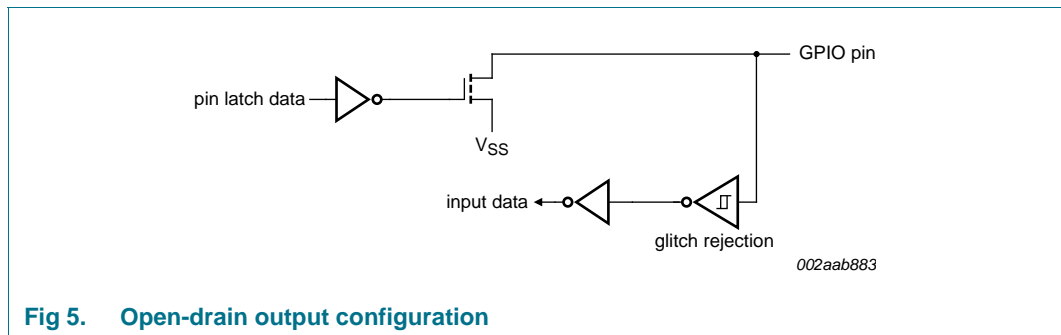 GPIO pin
pin latch data
VSS
input data
glitch rejection
002aab883
Fig 5. Open-drain output configuration